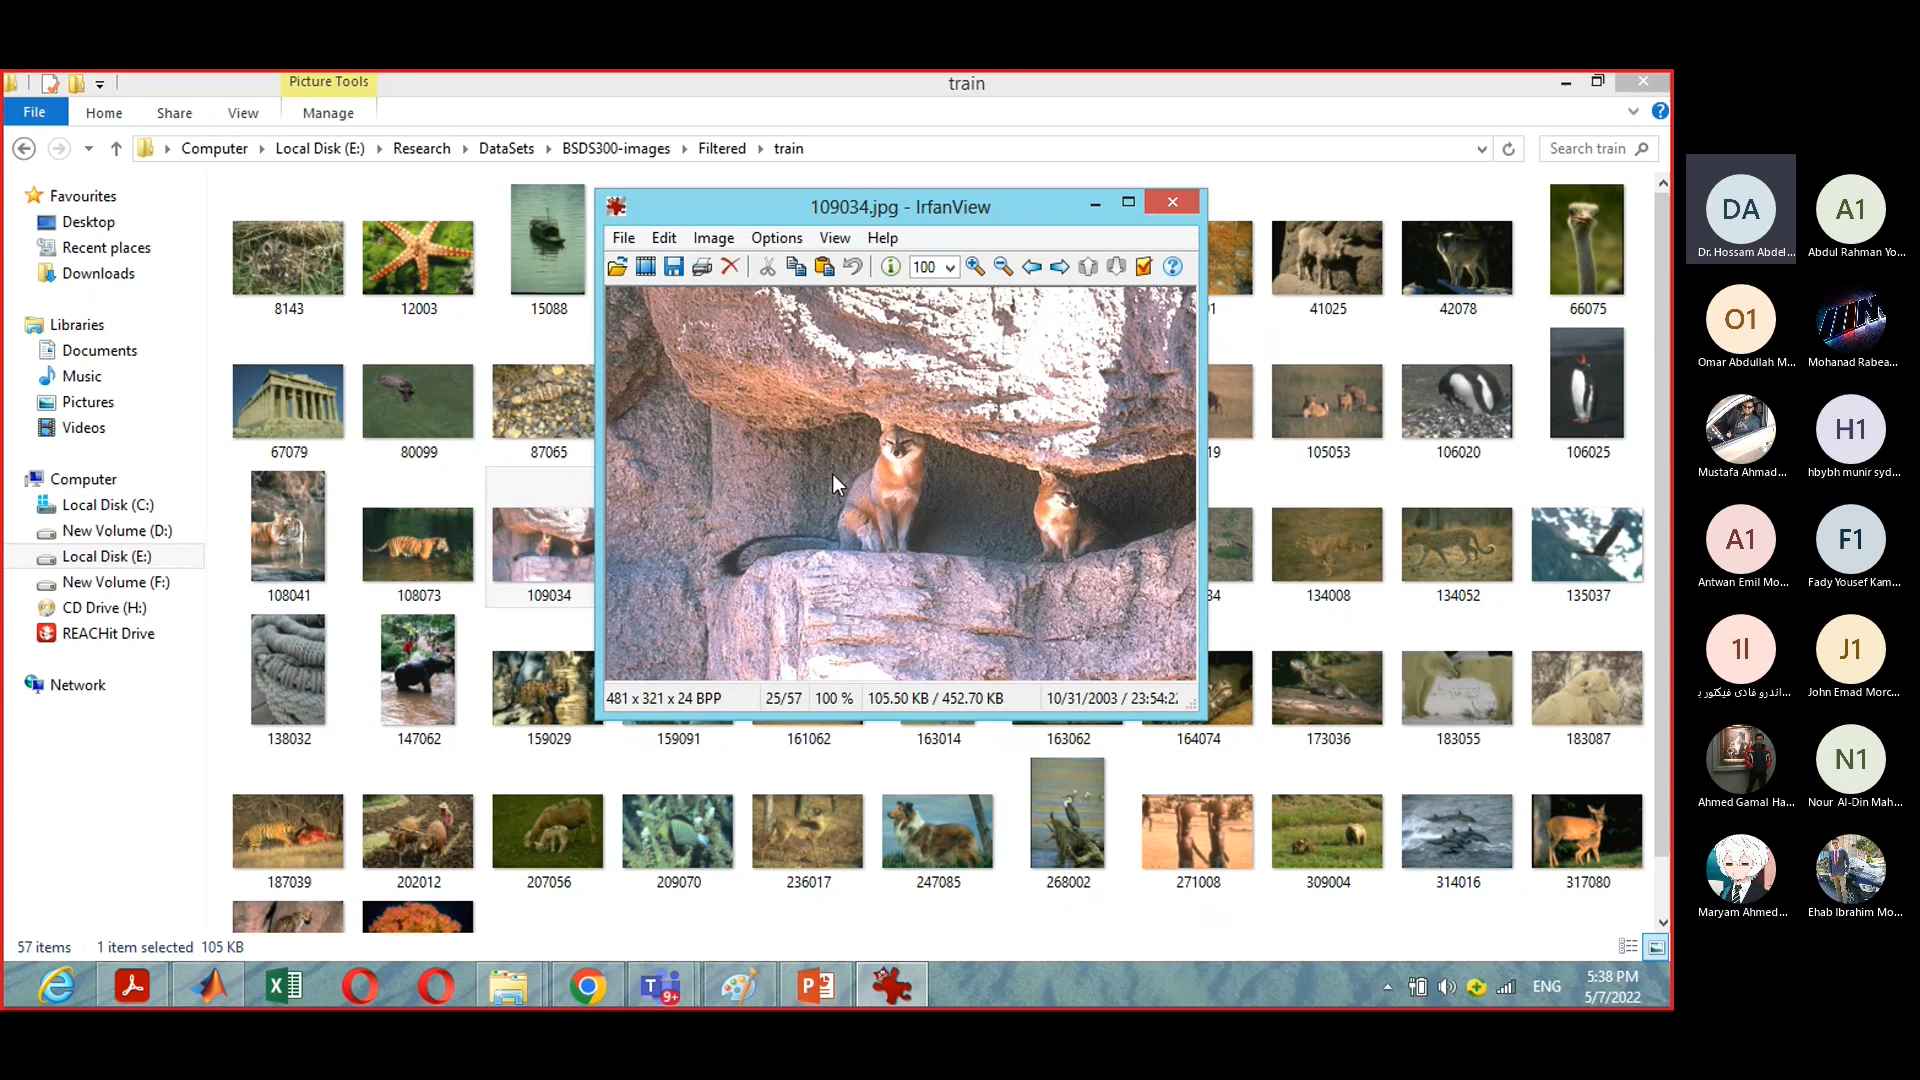 Picture Tools
train
File
Home
Share
View
Manage
Computer
Local Disk (E:)
Research
DataSets
BSDS300-images
Filtered
train
Search train
Favourites
Desktop
Recent places
Downloads
Libraries
Documents
Music
Pictures
Videos
Computer
Local Disk (C:)
New Volume (D:)
Local Disk (E:)
New Volume (F:)
CD Drive (H:)
REACHit Drive
Network
109034.jpg - IrfanView
File Edit Image Options View Help
100
481 x 321 x 24 BPP
25/57
100 %
105.50 KB / 452.70 KB
10/31/2003 / 23:54:2
8143
12003
15088
41025
42078
66075
67079
80099
87065
19
105053
106020
106025
108041
108073
109034
34
134008
134052
135037
138032
147062
159029
159091
161062
163014
163062
164074
173036
183055
183087
187039
202012
207056
209070
236017
247085
268002
271008
309004
314016
317080
57 items
1 item selected 105 KB
9+
ENG
5:38 PM
5/7/2022
DA
Dr. Hossam Abdel...
A1
Abdul Rahman Yo...
O1
Omar Abdullah M...
Mohanad Rabea...
Mustafa Ahmad...
H1
hbybh munir syd...
A1
Antwan Emil Mo...
F1
Fady Yousef Kam...
1ا
اندرو فادى فيكتور ب...
J1
John Emad Morc...
Ahmed Gamal Ha...
N1
Nour Al-Din Mah...
Maryam Ahmed...
Ehab Ibrahim Mo...